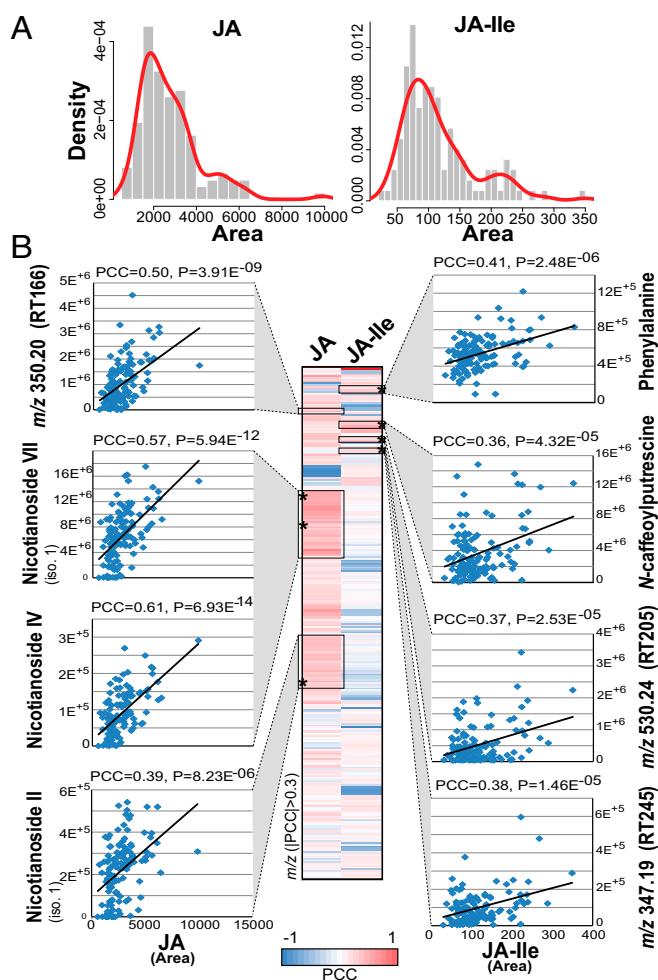 A
JA
JA-Ile
Density
0e+00
2e-04
4e-04
2000
4000
6000
8000
10000
Area
0.000
0.004
0.008
0.012
50
100
150
200
250
300
350
Area
B
PCC=0.50, P=3.91E-09
m/z 350.20 (RT166)
5E+6
4E+6
3E+6
2E+6
1E+6
0
PCC=0.57, P=5.94E-12
Nicotianoside VII
(iso. 1)
16E+6
12E+6
8E+6
4E+6
0
PCC=0.61, P=6.93E-14
Nicotianoside IV
3E+5
2E+5
1E+5
0
PCC=0.39, P=8.23E-06
Nicotianoside II
(iso. 1)
6E+5
4E+5
2E+5
0
0
5000
10000
15000
JA
(Area)
JA
JA-Ile
*
*
*
*
*
*
*
m/z (|PCC|>0.3)
-1
1
PCC
PCC=0.41, P=2.48E-06
Phenylalanine
12E+5
8E+5
4E+5
0
PCC=0.36, P=4.32E-05
N-caffeoylputrescine
16E+6
12E+6
8E+6
4E+6
0
PCC=0.37, P=2.53E-05
m/z 530.24 (RT205)
4E+6
3E+6
2E+6
1E+6
0
PCC=0.38, P=1.46E-05
m/z 347.19 (RT245)
6E+5
4E+5
2E+5
0
0
100
200
300
400
JA-Ile
(Area)